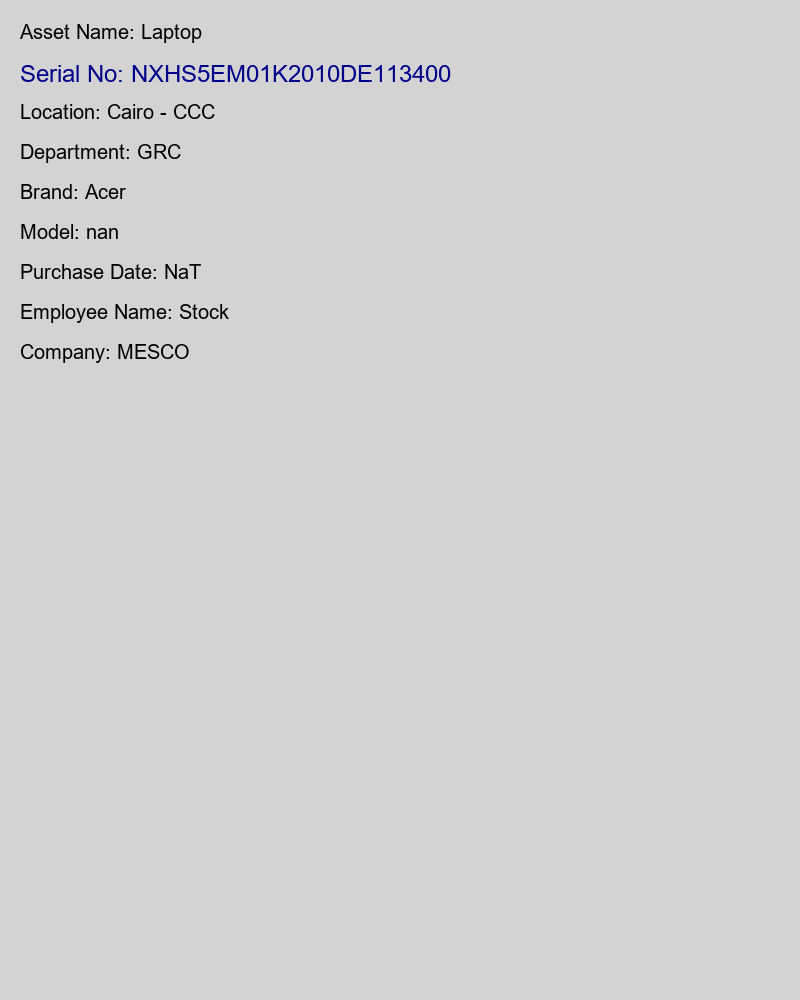 Asset Name: Laptop
Serial No: NXHS5EM01K2010DE113400
Location: Cairo - CCC
Department: GRC
Brand: Acer
Model: nan
Purchase Date: NaT
Employee Name: Stock
Company: MESCO